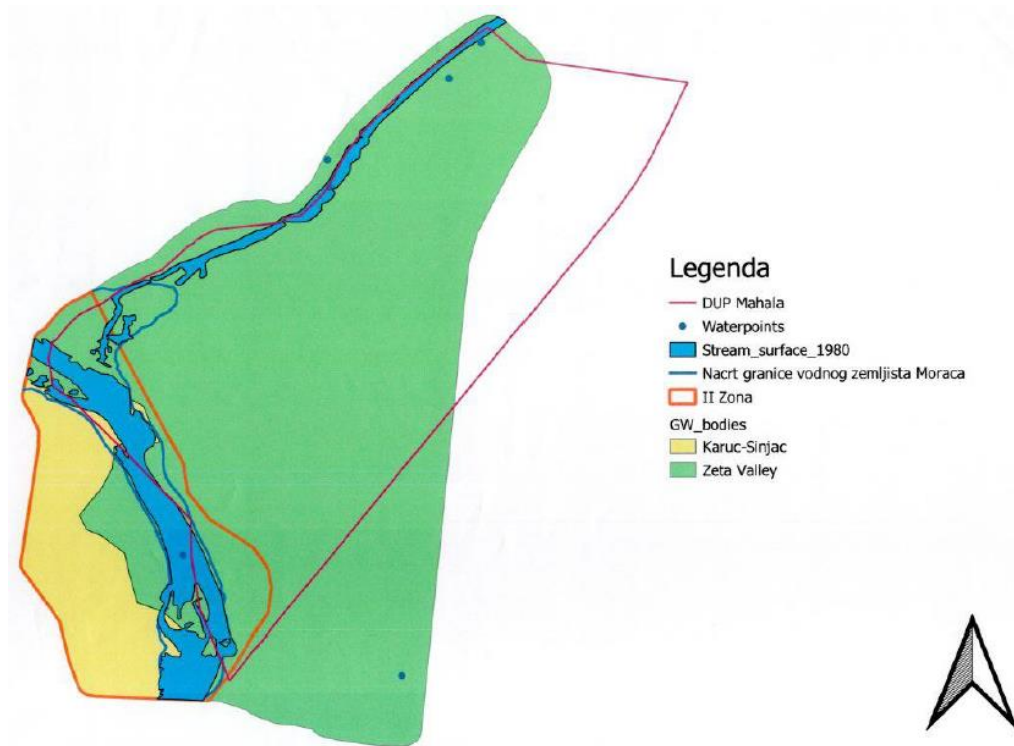 Legenda
DUP Mahala
Waterpoints
Stream_surface_1980
Nacrt granice vodnog zemljista Moraca
II Zona
GW_bodies
Karuc-Sinjac
Zeta Valley